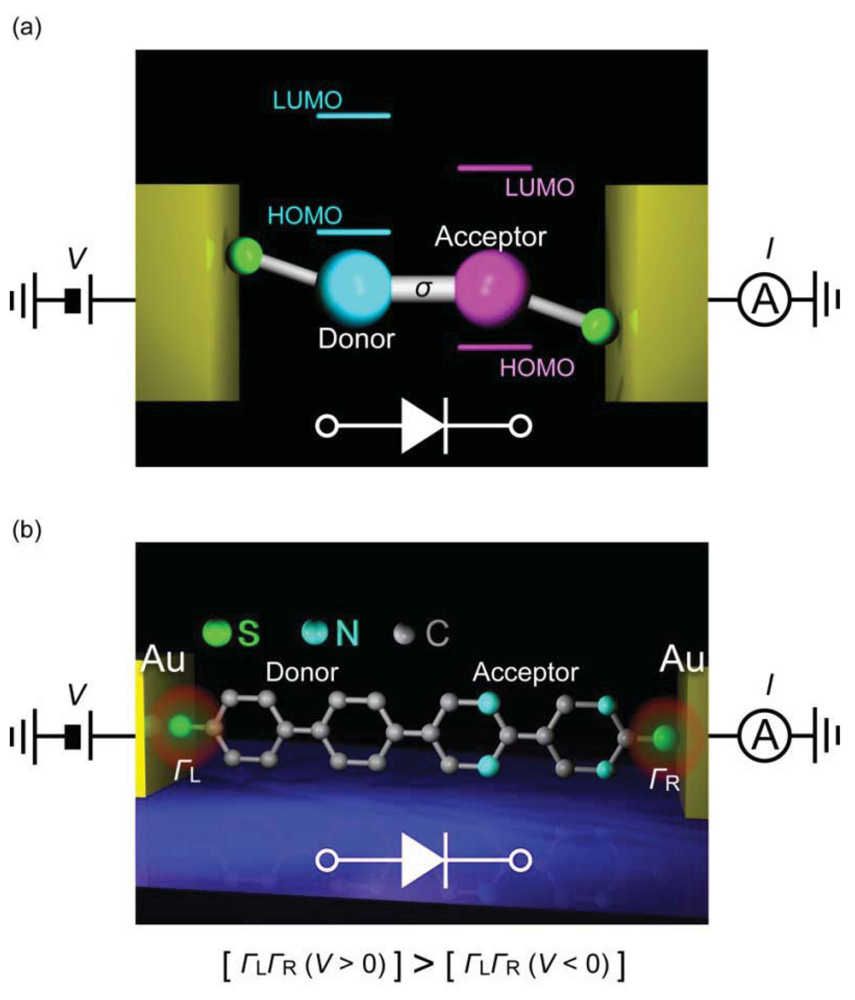 (a)
LUMO
LUMO
HOMO
Acceptor
V
I
σ
A
Donor
HOMO
(b)
S N C
Au Donor Acceptor Au
V
I
A
ΓL ΓR
[ ΓLΓR (V > 0) ] > [ ΓLΓR (V < 0) ]